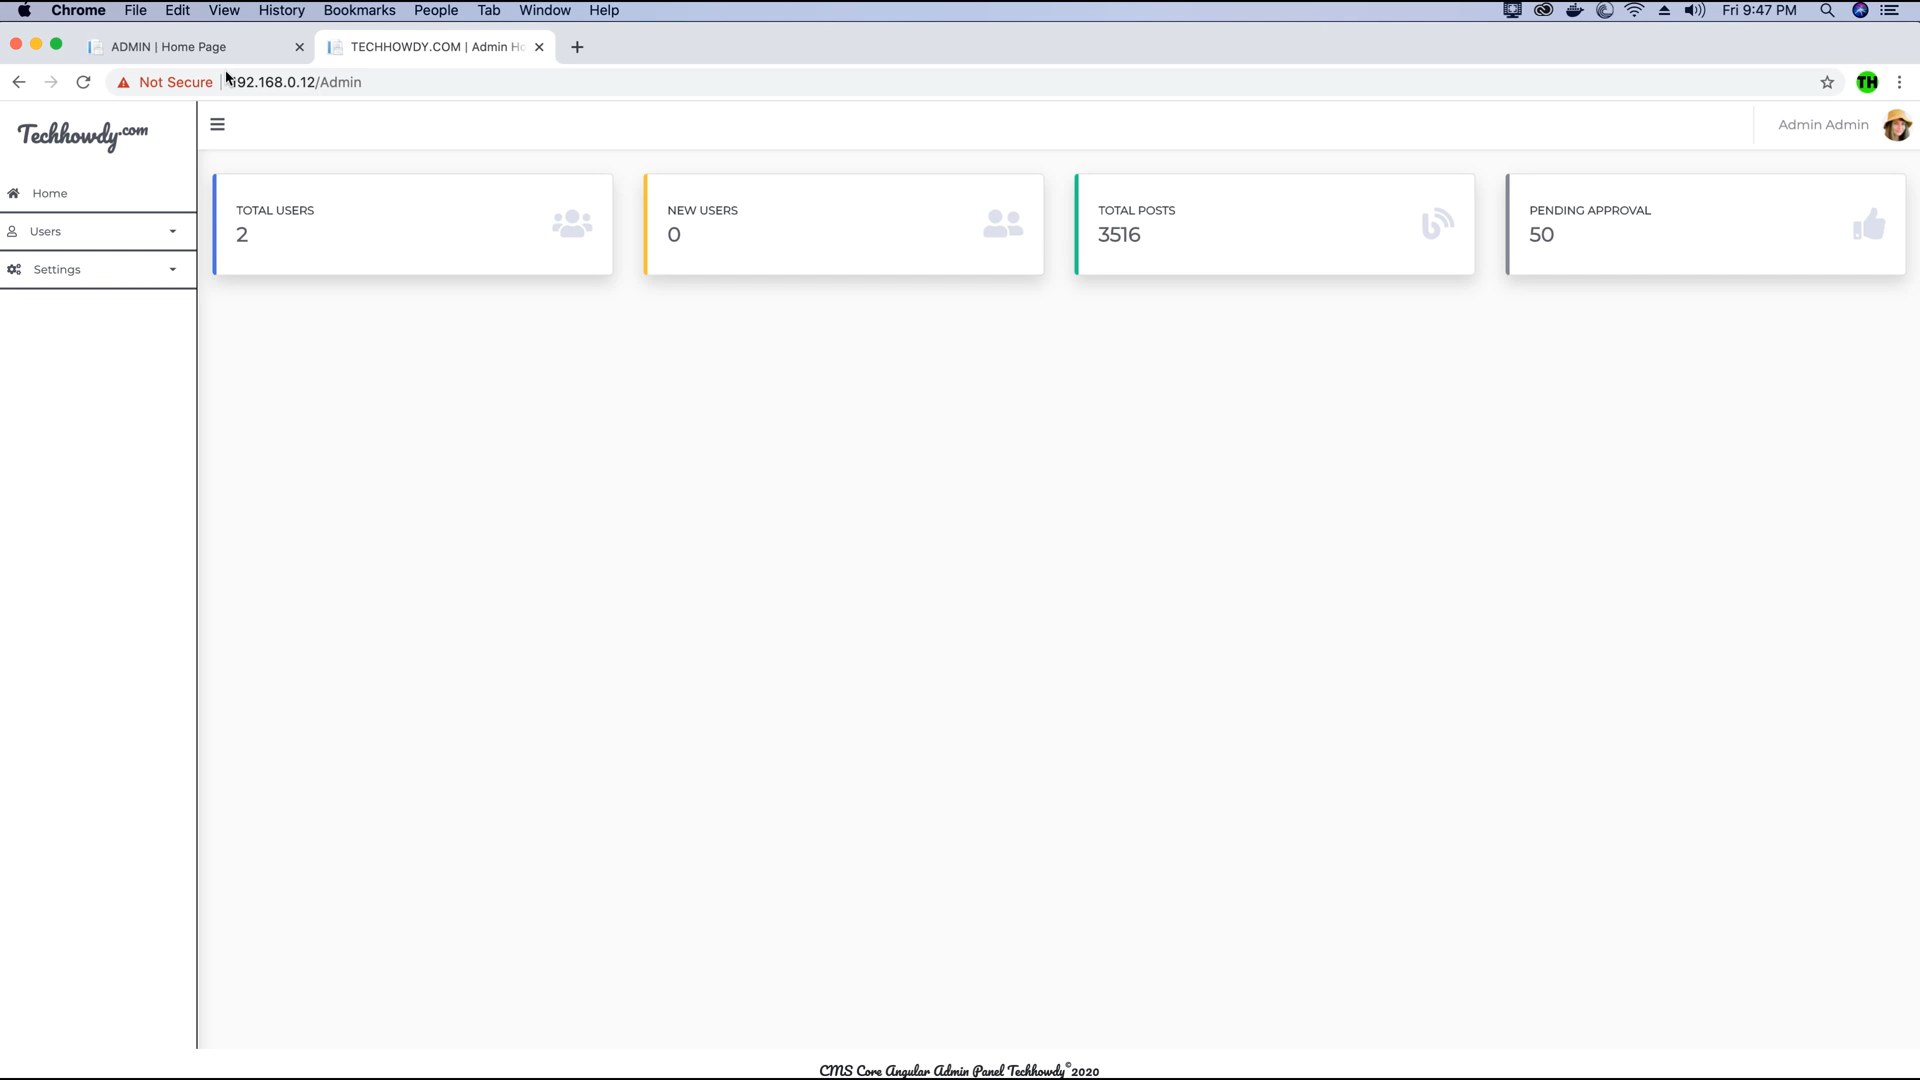 Chrome File Edit View History Bookmarks People Tab Window Help Fri 9:47 PM
ADMIN | Home Page TECHHOWDY.COM | Admin Ho
Not Secure 192.168.0.12/Admin TH
Techhowdy.com Admin Admin
Home
Users
Settings
TOTAL USERS
2
NEW USERS
0
TOTAL POSTS
3516
PENDING APPROVAL
50
CMS Core Angular Admin Panel Techhowdy©2020